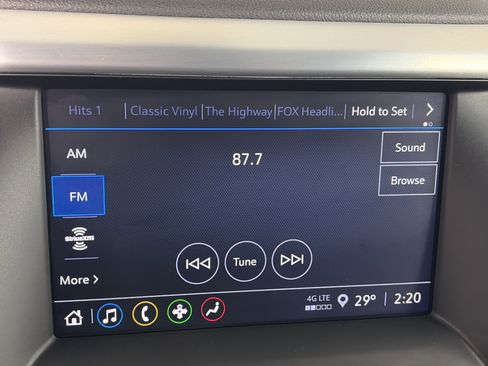 Hits 1 Classic Vinyl The Highway FOX Headli... Hold to Set
AM
87.7
Sound
FM
Browse
SiriusXM
Tune
More
4G LTE
29° 2:20